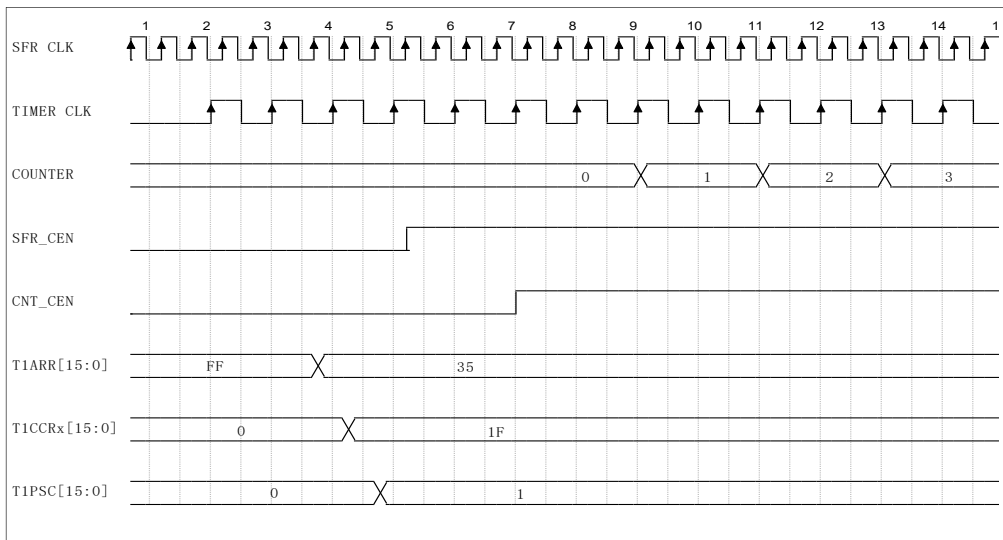 1 2 3 4 5 6 7 8 9 10 11 12 13 14 1
SFR CLK
TIMER CLK
COUNTER 0 1 2 3
SFR_CEN
CNT_CEN
T1ARR[15:0] FF 35
T1CCRx[15:0] 0 1F
T1PSC[15:0] 0 1